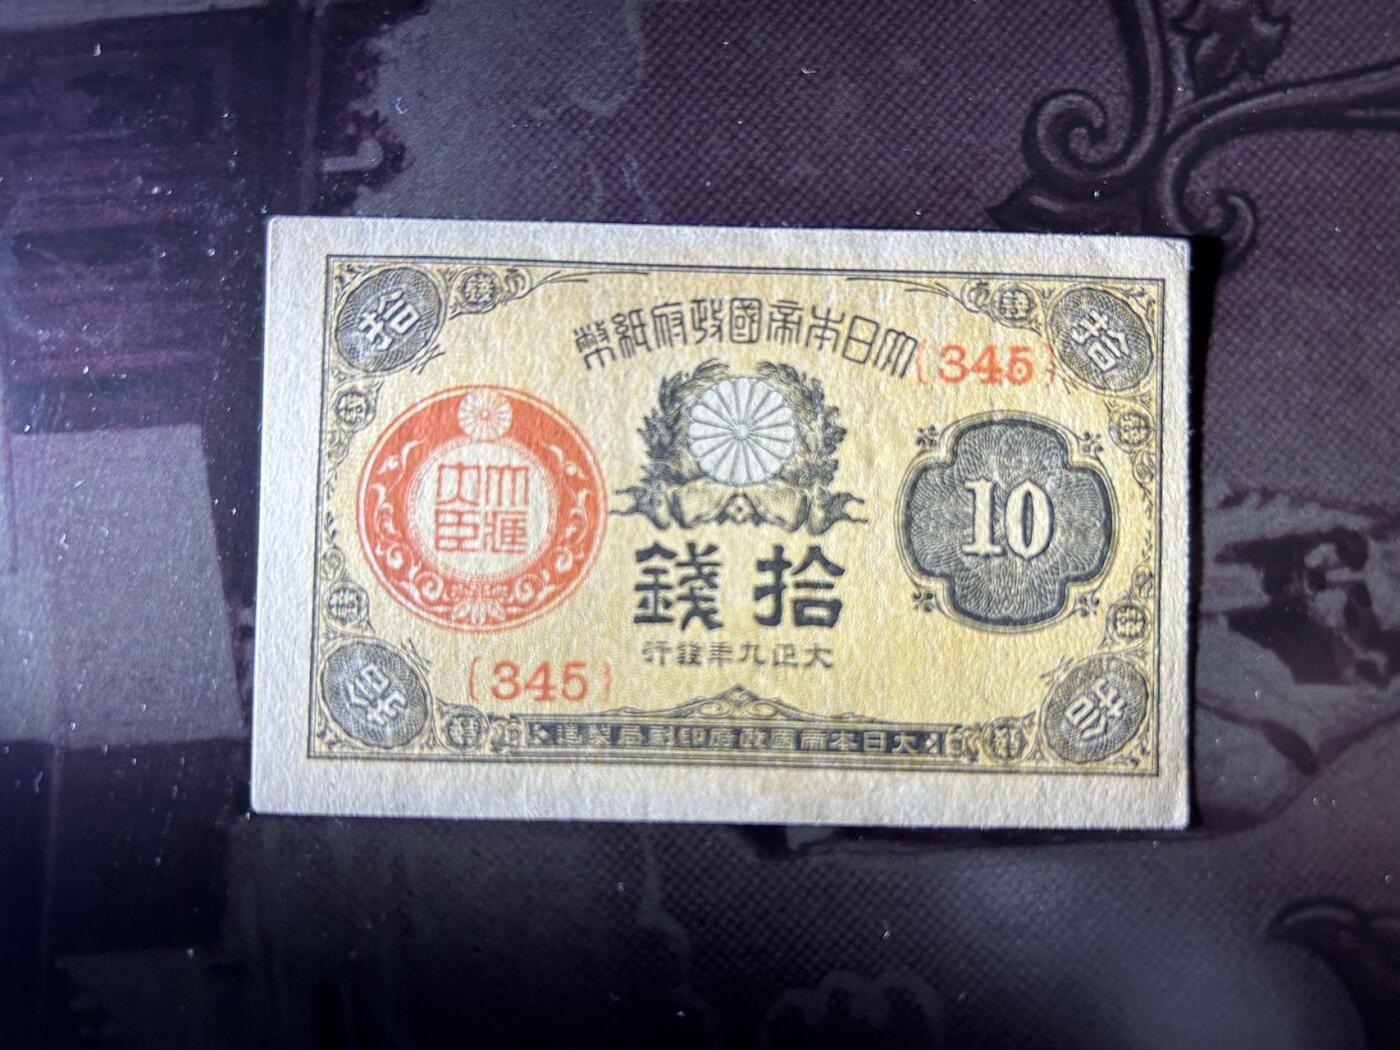 大日本帝國政府紙幣
{345}
大藏大臣
10
拾錢
大正九年發行
{345}
大日本帝國政府印刷局製造
拾
拾
拾
拾
錢
錢